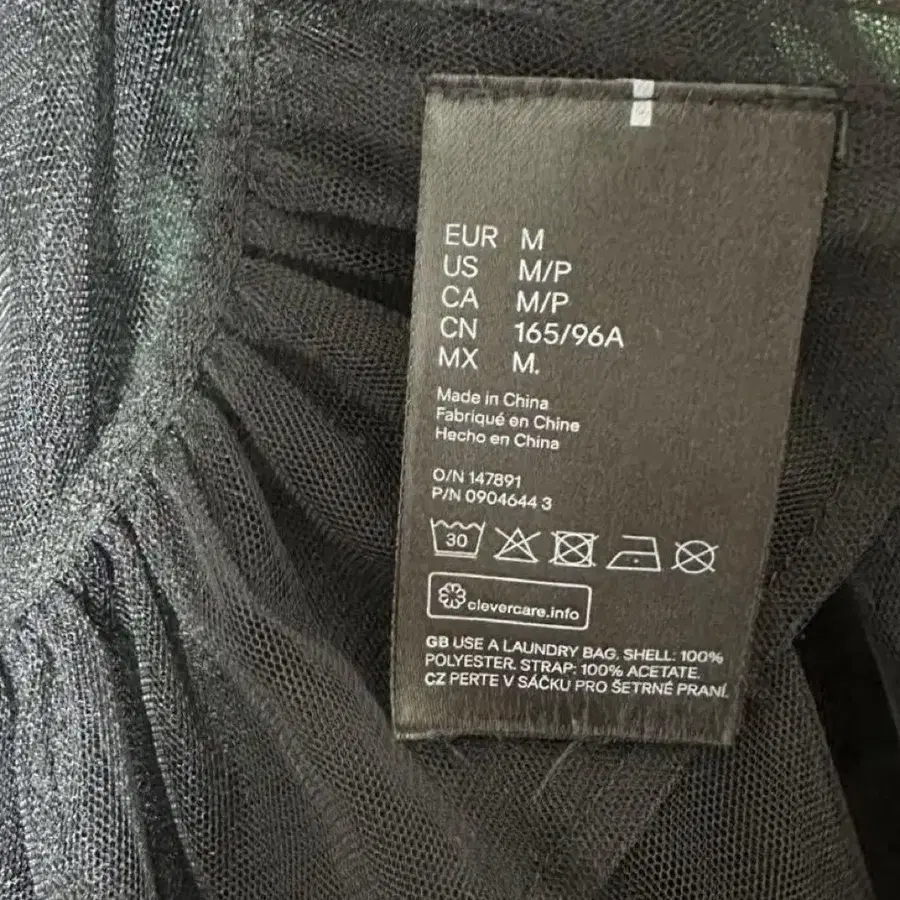 EUR M
US M/P
CA M/P
CN 165/96A
MX M.
Made in China
Fabriqué en Chine
Hecho en China
O/N 147891
P/N 0904644 3
30
clevercare.info
GB USE A LAUNDRY BAG. SHELL: 100%
POLYESTER. STRAP: 100% ACETATE.
CZ PERTE V SÁČKU PRO ŠETRNÉ PRANÍ.